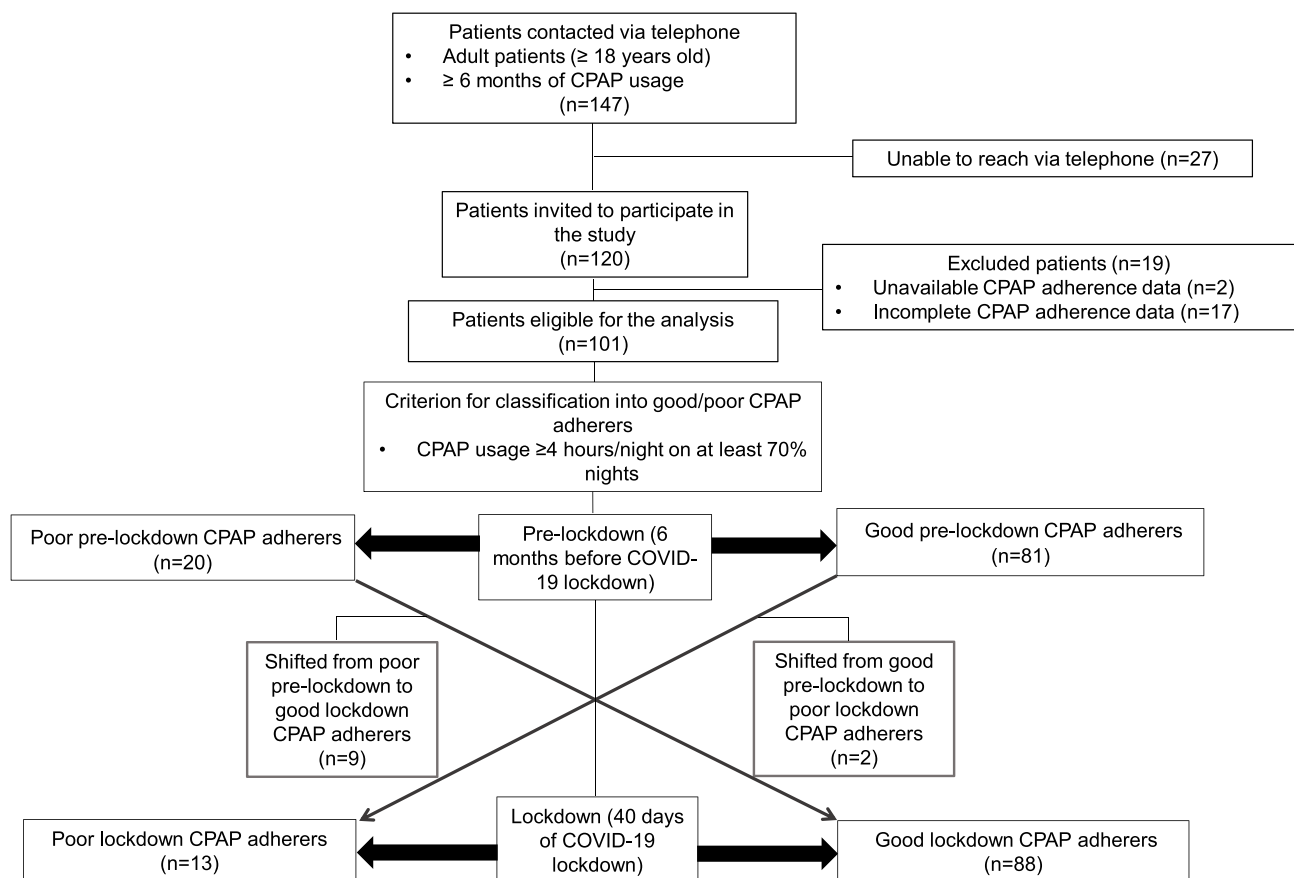 Patients contacted via telephone
• Adult patients (≥ 18 years old)
• ≥ 6 months of CPAP usage
(n=147)
Unable to reach via telephone (n=27)
Patients invited to participate in
the study
(n=120)
Excluded patients (n=19)
• Unavailable CPAP adherence data (n=2)
• Incomplete CPAP adherence data (n=17)
Patients eligible for the analysis
(n=101)
Criterion for classification into good/poor CPAP
adherers
• CPAP usage ≥4 hours/night on at least 70%
nights
Poor pre-lockdown CPAP adherers
(n=20)
Pre-lockdown (6
months before COVID-
19 lockdown)
Good pre-lockdown CPAP adherers
(n=81)
Shifted from poor
pre-lockdown to
good lockdown
CPAP adherers
(n=9)
Shifted from good
pre-lockdown to
poor lockdown
CPAP adherers
(n=2)
Poor lockdown CPAP adherers
(n=13)
Lockdown (40 days
of COVID-19
lockdown)
Good lockdown CPAP adherers
(n=88)